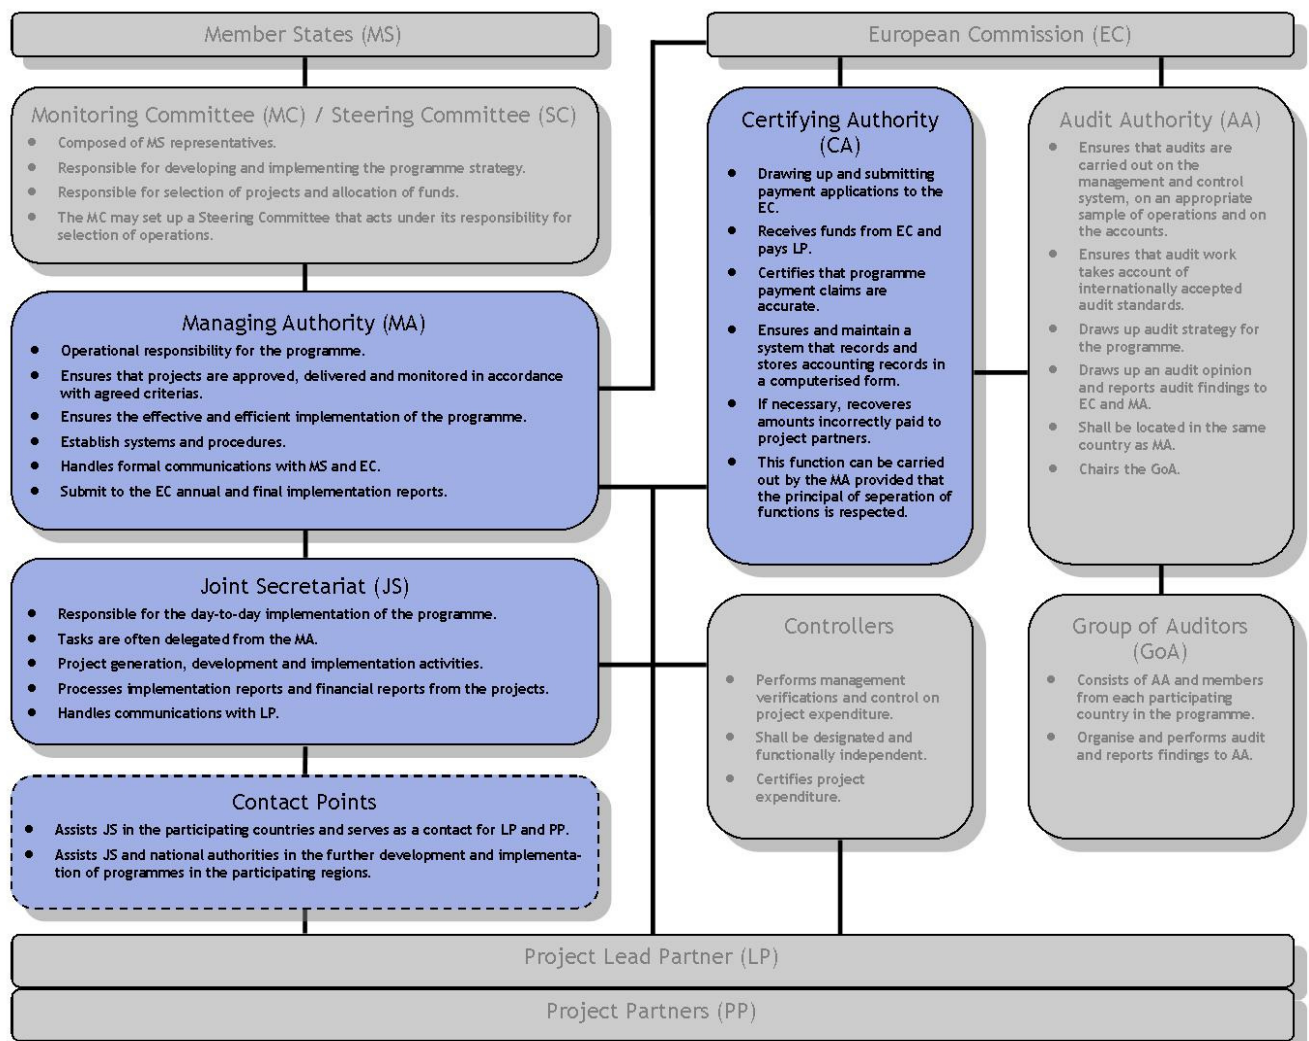 Member States (MS)
European Commission (EC)
Monitoring Committee (MC) / Steering Committee (SC)
● Composed of MS representatives.
● Responsible for developing and implementing the programme strategy.
● Responsible for selection of projects and allocation of funds.
● The MC may set up a Steering Committee that acts under its responsibility for
selection of operations.
Managing Authority (MA)
● Operational responsibility for the programme.
● Ensures that projects are approved, delivered and monitored in accordance
with agreed criterias.
● Ensures the effective and efficient implementation of the programme.
● Establish systems and procedures.
● Handles formal communications with MS and EC.
● Submit to the EC annual and final implementation reports.
Joint Secretariat (JS)
● Responsible for the day-to-day implementation of the programme.
● Tasks are often delegated from the MA.
● Project generation, development and implementation activities.
● Processes implementation reports and financial reports from the projects.
● Handles communications with LP.
Contact Points
● Assists JS in the participating countries and serves as a contact for LP and PP.
● Assists JS and national authorities in the further development and implementa-
tion of programmes in the participating regions.
Certifying Authority
(CA)
● Drawing up and submitting
payment applications to the
EC.
● Receives funds from EC and
pays LP.
● Certifies that programme
payment claims are
accurate.
● Ensures and maintain a
system that records and
stores accounting records in
a computerised form.
● If necessary, recoveres
amounts incorrectly paid to
project partners.
● This function can be carried
out by the MA provided that
the principal of seperation of
functions is respected.
Audit Authority (AA)
● Ensures that audits are
carried out on the
management and control
system, on an appropriate
sample of operations and on
the accounts.
● Ensures that audit work
takes account of
internationally accepted
audit standards.
● Draws up audit strategy for
the programme.
● Draws up an audit opinion
and reports audit findings to
EC and MA.
● Shall be located in the same
country as MA.
● Chairs the GoA.
Controllers
● Performs management
verifications and control on
project expenditure.
● Shall be designated and
functionally independent.
● Certifies project
expenditure.
Group of Auditors
(GoA)
● Consists of AA and members
from each participating
country in the programme.
● Organise and performs audit
and reports findings to AA.
Project Lead Partner (LP)
Project Partners (PP)